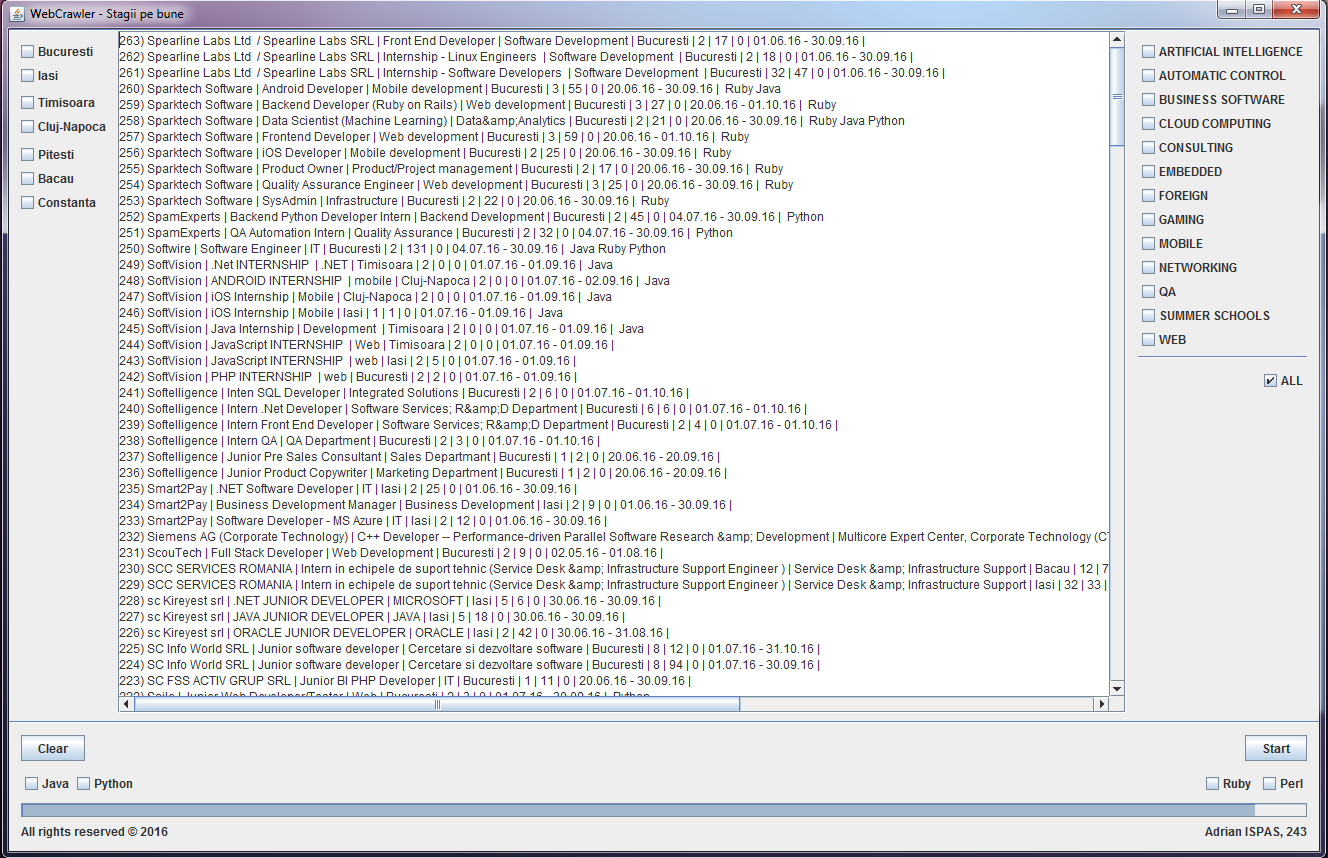 WebCrawler - Stagii pe bune
Bucuresti
Iasi
Timisoara
Cluj-Napoca
Pitesti
Bacau
Constanta
263) Spearline Labs Ltd / Spearline Labs SRL | Front End Developer | Software Development | Bucuresti | 2 | 17 | 0 | 01.06.16 - 30.09.16 |
262) Spearline Labs Ltd / Spearline Labs SRL | Internship - Linux Engineers | Software Development | Bucuresti | 2 | 18 | 0 | 01.06.16 - 30.09.16 |
261) Spearline Labs Ltd / Spearline Labs SRL | Internship - Software Developers | Software Development | Bucuresti | 32 | 47 | 0 | 01.06.16 - 30.09.16 |
260) Sparktech Software | Android Developer | Mobile development | Bucuresti | 3 | 55 | 0 | 20.06.16 - 30.09.16 | Ruby Java
259) Sparktech Software | Backend Developer (Ruby on Rails) | Web development | Bucuresti | 3 | 27 | 0 | 20.06.16 - 01.10.16 | Ruby
258) Sparktech Software | Data Scientist (Machine Learning) | Data&amp;Analytics | Bucuresti | 2 | 21 | 0 | 20.06.16 - 30.09.16 | Ruby Java Python
257) Sparktech Software | Frontend Developer | Web development | Bucuresti | 3 | 59 | 0 | 20.06.16 - 01.10.16 | Ruby
256) Sparktech Software | iOS Developer | Mobile development | Bucuresti | 2 | 25 | 0 | 20.06.16 - 30.09.16 | Ruby
255) Sparktech Software | Product Owner | Product/Project management | Bucuresti | 2 | 17 | 0 | 20.06.16 - 30.09.16 | Ruby
254) Sparktech Software | Quality Assurance Engineer | Web development | Bucuresti | 3 | 25 | 0 | 20.06.16 - 30.09.16 | Ruby
253) Sparktech Software | SysAdmin | Infrastructure | Bucuresti | 2 | 22 | 0 | 20.06.16 - 30.09.16 | Ruby
252) SpamExperts | Backend Python Developer Intern | Backend Development | Bucuresti | 2 | 45 | 0 | 04.07.16 - 30.09.16 | Python
251) SpamExperts | QA Automation Intern | Quality Assurance | Bucuresti | 2 | 32 | 0 | 04.07.16 - 30.09.16 | Python
250) Softwire | Software Engineer | IT | Bucuresti | 2 | 131 | 0 | 04.07.16 - 30.09.16 | Java Ruby Python
249) SoftVision | .Net INTERNSHIP | .NET | Timisoara | 2 | 0 | 0 | 01.07.16 - 01.09.16 | Java
248) SoftVision | ANDROID INTERNSHIP | mobile | Cluj-Napoca | 2 | 0 | 0 | 01.07.16 - 02.09.16 | Java
247) SoftVision | iOS Internship | Mobile | Cluj-Napoca | 2 | 0 | 0 | 01.07.16 - 01.09.16 | Java
246) SoftVision | iOS Internship | Mobile | Iasi | 1 | 1 | 0 | 01.07.16 - 01.09.16 | Java
245) SoftVision | Java Internship | Development | Timisoara | 2 | 0 | 0 | 01.07.16 - 01.09.16 | Java
244) SoftVision | JavaScript INTERNSHIP | Web | Timisoara | 2 | 0 | 0 | 01.07.16 - 01.09.16 |
243) SoftVision | JavaScript INTERNSHIP | web | Iasi | 2 | 5 | 0 | 01.07.16 - 01.09.16 |
242) SoftVision | PHP INTERNSHIP | web | Bucuresti | 2 | 2 | 0 | 01.07.16 - 01.09.16 |
241) Softelligence | Inten SQL Developer | Integrated Solutions | Bucuresti | 2 | 6 | 0 | 01.07.16 - 01.10.16 |
240) Softelligence | Intern .Net Developer | Software Services; R&amp;D Department | Bucuresti | 6 | 6 | 0 | 01.07.16 - 01.10.16 |
239) Softelligence | Intern Front End Developer | Software Services; R&amp;D Department | Bucuresti | 2 | 4 | 0 | 01.07.16 - 01.10.16 |
238) Softelligence | Intern QA | QA Department | Bucuresti | 2 | 3 | 0 | 01.07.16 - 01.10.16 |
237) Softelligence | Junior Pre Sales Consultant | Sales Departmant | Bucuresti | 1 | 2 | 0 | 20.06.16 - 20.09.16 |
236) Softelligence | Junior Product Copywriter | Marketing Department | Bucuresti | 1 | 2 | 0 | 20.06.16 - 20.09.16 |
235) Smart2Pay | .NET Software Developer | IT | Iasi | 2 | 25 | 0 | 01.06.16 - 30.09.16 |
234) Smart2Pay | Business Development Manager | Business Development | Iasi | 2 | 9 | 0 | 01.06.16 - 30.09.16 |
233) Smart2Pay | Software Developer - MS Azure | IT | Iasi | 2 | 12 | 0 | 01.06.16 - 30.09.16 |
232) Siemens AG (Corporate Technology) | C++ Developer -- Performance-driven Parallel Software Research &amp; Development | Multicore Expert Center, Corporate Technology (CT
231) ScouTech | Full Stack Developer | Web Development | Bucuresti | 2 | 9 | 0 | 02.05.16 - 01.08.16 |
230) SCC SERVICES ROMANIA | Intern in echipele de suport tehnic (Service Desk &amp; Infrastructure Support Engineer ) | Service Desk &amp; Infrastructure Support | Bacau | 12 | 7
229) SCC SERVICES ROMANIA | Intern in echipele de suport tehnic (Service Desk &amp; Infrastructure Support Engineer ) | Service Desk &amp; Infrastructure Support | Iasi | 32 | 33 |
228) sc Kireyest srl | .NET JUNIOR DEVELOPER | MICROSOFT | Iasi | 5 | 6 | 0 | 30.06.16 - 30.09.16 |
227) sc Kireyest srl | JAVA JUNIOR DEVELOPER | JAVA | Iasi | 5 | 18 | 0 | 30.06.16 - 30.09.16 |
226) sc Kireyest srl | ORACLE JUNIOR DEVELOPER | ORACLE | Iasi | 2 | 42 | 0 | 30.06.16 - 31.08.16 |
225) SC Info World SRL | Junior software developer | Cercetare si dezvoltare software | Bucuresti | 8 | 12 | 0 | 01.07.16 - 31.10.16 |
224) SC Info World SRL | Junior software developer | Cercetare si dezvoltare software | Bucuresti | 8 | 94 | 0 | 01.07.16 - 30.09.16 |
223) SC FSS ACTIV GRUP SRL | Junior BI PHP Developer | IT | Bucuresti | 1 | 11 | 0 | 20.06.16 - 30.09.16 |
ARTIFICIAL INTELLIGENCE
AUTOMATIC CONTROL
BUSINESS SOFTWARE
CLOUD COMPUTING
CONSULTING
EMBEDDED
FOREIGN
GAMING
MOBILE
NETWORKING
QA
SUMMER SCHOOLS
WEB
ALL
Clear
Start
Java
Python
Ruby
Perl
All rights reserved © 2016
Adrian ISPAS, 243